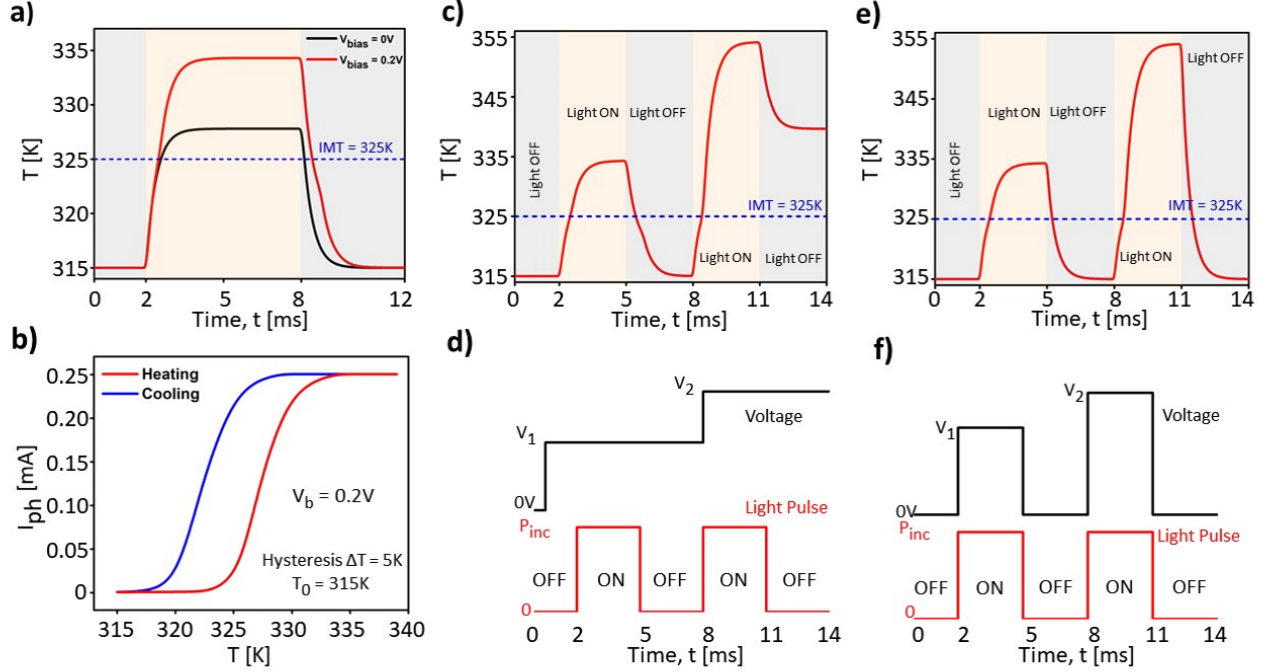 a)
T [K]
335
330
325
320
315
V_bias = 0V
V_bias = 0.2V
IMT = 325K
0 2 5 8 12
Time, t [ms]
b)
I_ph [mA]
0.25
0.20
0.15
0.10
0.05
0
Heating
Cooling
V_b = 0.2V
Hysteresis ΔT = 5K
T_0 = 315K
315 320 325 330 335 340
T [K]
c)
T [K]
355
345
335
325
315
Light OFF
Light ON
Light OFF
IMT = 325K
Light ON
Light OFF
0 2 5 8 11 14
Time, t [ms]
d)
V_2
Voltage
V_1
0V
Light Pulse
P_inc
OFF ON OFF ON OFF
0
0 2 5 8 11 14
Time, t [ms]
e)
T [K]
355
345
335
325
315
Light OFF
Light ON
Light OFF
Light OFF
IMT = 325K
Light ON
0 2 5 8 11 14
Time, t [ms]
f)
V_2
Voltage
V_1
0V
P_inc
Light Pulse
OFF ON OFF ON OFF
0
0 2 5 8 11 14
Time, t [ms]